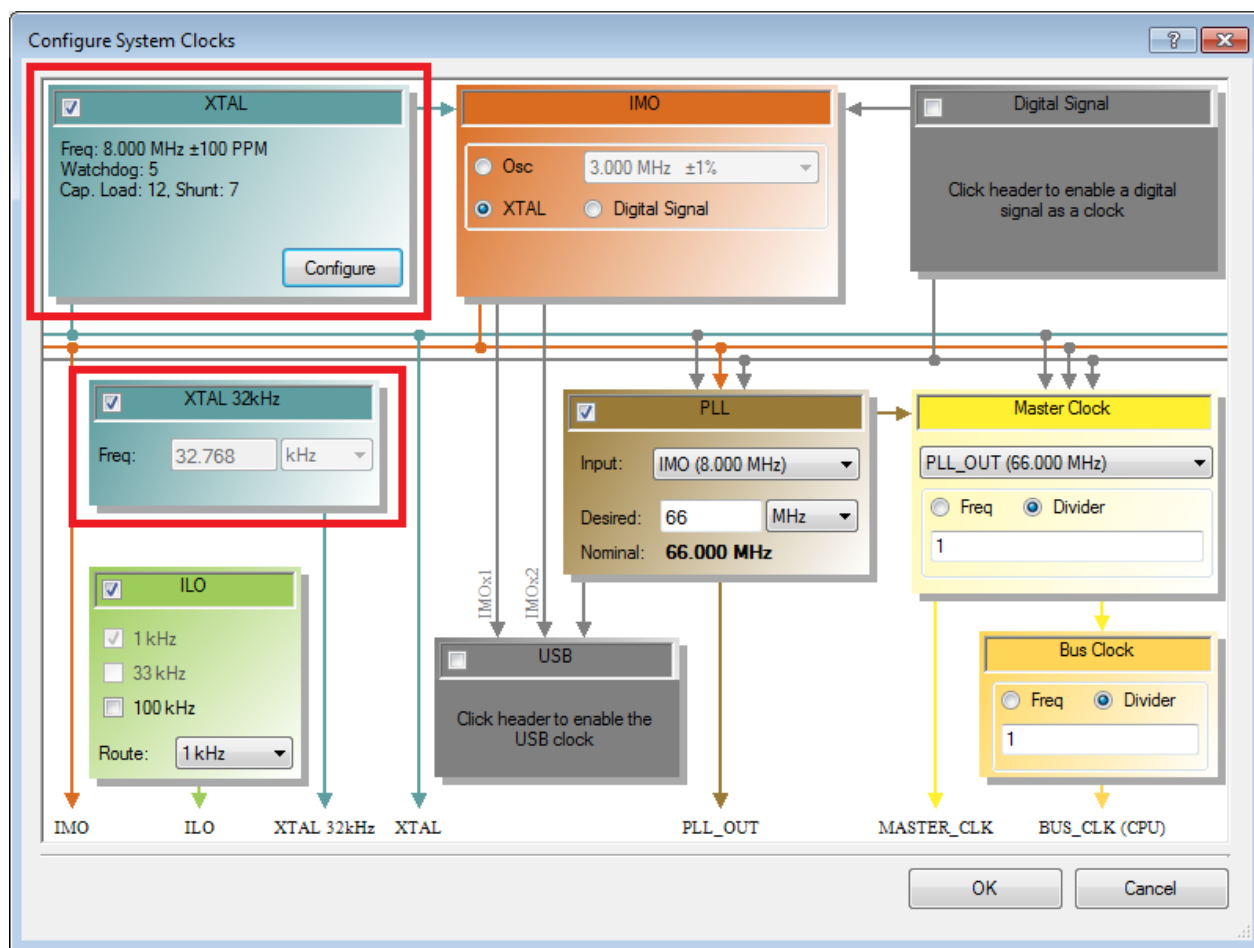 Configure System Clocks
XTAL
Freq: 8.000 MHz ±100 PPM
Watchdog: 5
Cap. Load: 12, Shunt: 7
Configure
IMO
Osc
3.000 MHz ±1%
XTAL
Digital Signal
Digital Signal
Click header to enable a digital
signal as a clock
XTAL 32kHz
Freq:
32.768
kHz
PLL
Input:
IMO (8.000 MHz)
Desired:
66
MHz
Nominal:
66.000 MHz
Master Clock
PLL_OUT (66.000 MHz)
Freq
Divider
1
ILO
1 kHz
33 kHz
100 kHz
Route:
1 kHz
IMOx1
IMOx2
USB
Click header to enable the
USB clock
Bus Clock
Freq
Divider
1
IMO
ILO
XTAL 32kHz
XTAL
PLL_OUT
MASTER_CLK
BUS_CLK (CPU)
OK
Cancel